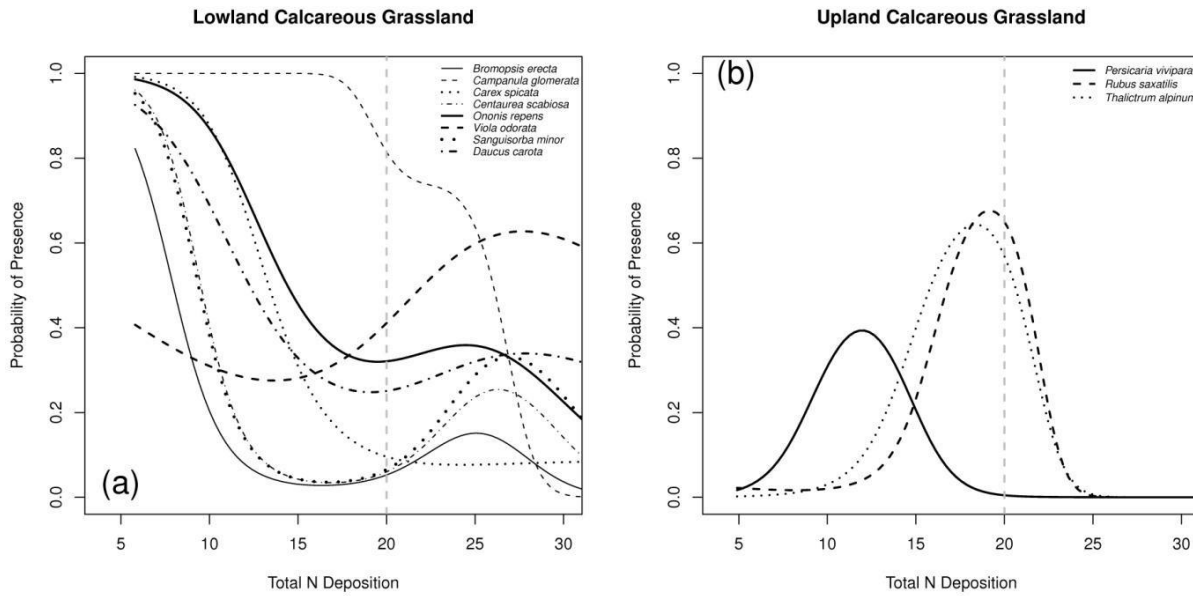 Lowland Calcareous Grassland
(a)
Bromopsis erecta
Campanula glomerata
Carex spicata
Centaurea scabiosa
Ononis repens
Viola odorata
Sanguisorba minor
Daucus carota
Probability of Presence
1.0
0.8
0.6
0.4
0.2
0.0
5 10 15 20 25 30
Total N Deposition
Upland Calcareous Grassland
(b)
Persicaria vivipara
Rubus saxatilis
Thalictrum alpinum
Probability of Presence
1.0
0.8
0.6
0.4
0.2
0.0
5 10 15 20 25 30
Total N Deposition